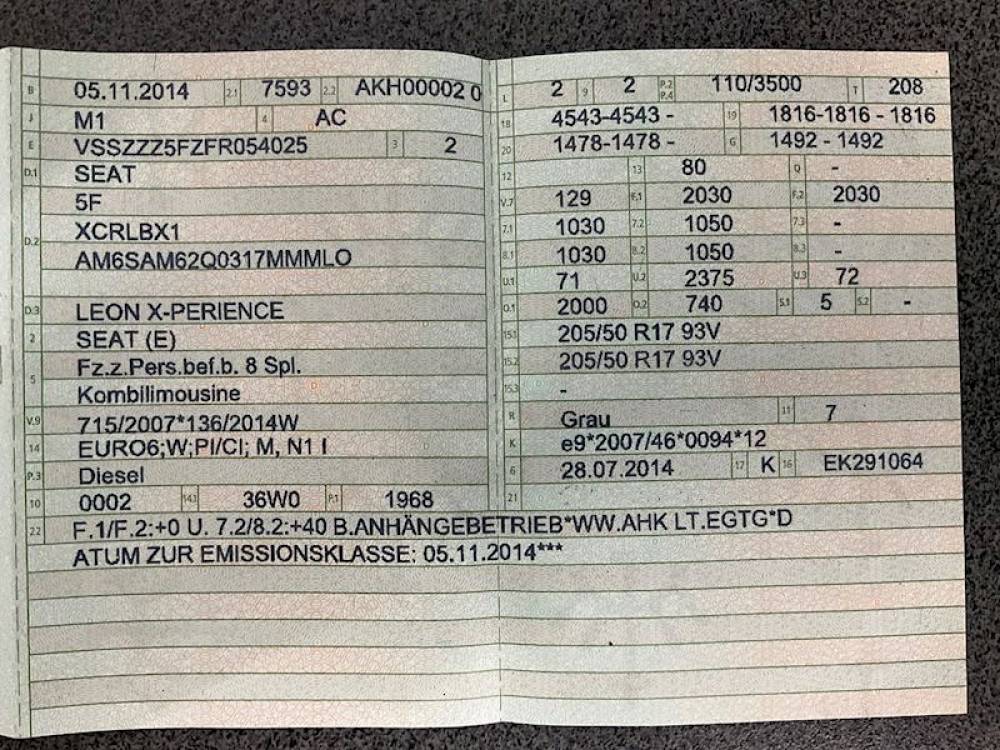 B 05.11.2014 2.1 7593 2.2 AKH00002 0
J M1 4 AC
E VSSZZZ5FZFR054025 3 2
D.1 SEAT
5F
D.2 XCRLBX1
AM6SAM62Q0317MMMLO
D.3 LEON X-PERIENCE
2 SEAT (E)
5 Fz.z.Pers.bef.b. 8 Spl.
Kombilimousine
V.9 715/2007*136/2014W
14 EURO6;W;PI/CI; M, N1 I
P.3 Diesel
10 0002 14.1 36W0 P.1 1968
L 2 9 2 P.2 P.4 110/3500 T 208
18 4543-4543 - 19 1816-1816 - 1816
20 1478-1478 - G 1492 - 1492
12 13 80 Q -
V.7 129 F.1 2030 F.2 2030
7.1 1030 7.2 1050 7.3 -
8.1 1030 8.2 1050 8.3 -
U.1 71 U.2 2375 U.3 72
O.1 2000 O.2 740 S.1 5 S.2 -
15.1 205/50 R17 93V
15.2 205/50 R17 93V
15.3 -
R Grau 11 7
K e9*2007/46*0094*12
6 28.07.2014 17 K 16 EK291064
21
22 F.1/F.2:+0 U. 7.2/8.2:+40 B.ANHÄNGEBETRIEB*WW.AHK LT.EGTG*D
ATUM ZUR EMISSIONSKLASSE: 05.11.2014***